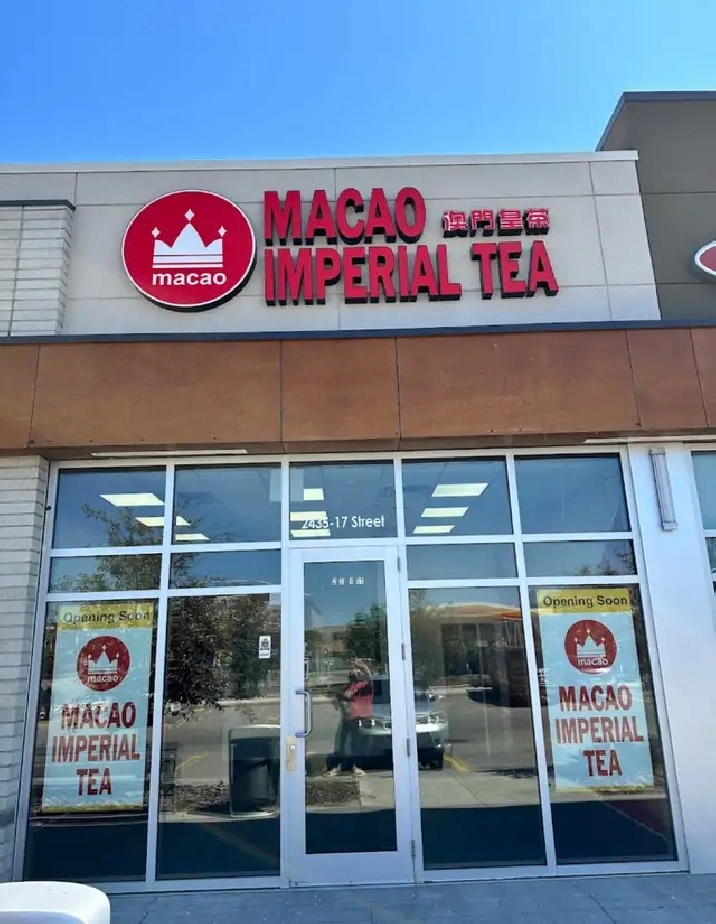 macao
MACAO 澳門皇茶
IMPERIAL TEA
2435-17 Street
Opening Soon
macao
MACAO
IMPERIAL
TEA
Opening Soon
macao
MACAO
IMPERIAL
TEA